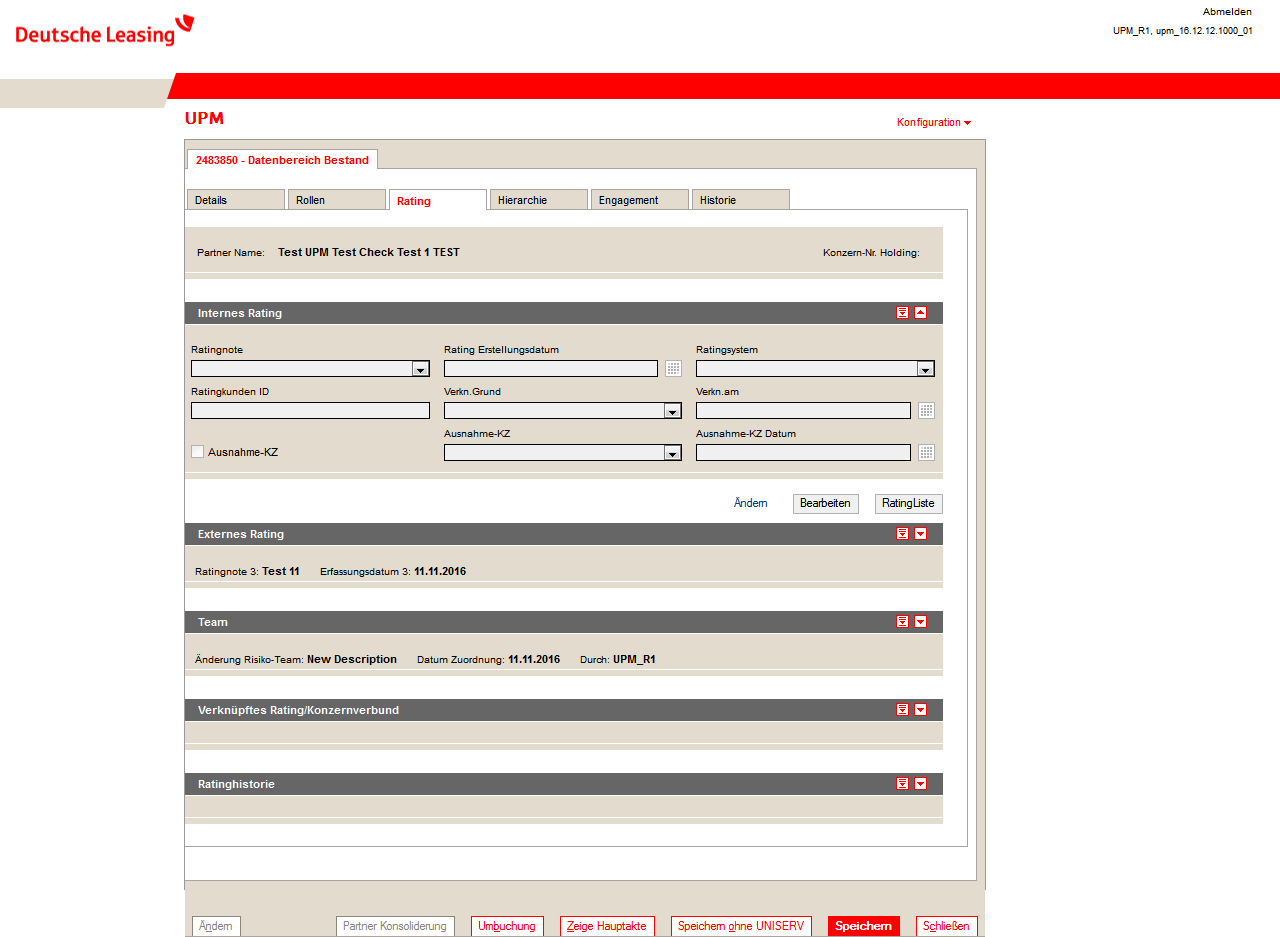 Deutsche Leasing
Abmelden
UPM_R1, upm_16.12.12.1000_01
UPM
Konfiguration
2483850 - Datenbereich Bestand
Details Rollen Rating Hierarchie Engagement Historie
Partner Name: Test UPM Test Check Test 1 TEST Konzern-Nr. Holding:
Internes Rating
Ratingnote Rating Erstellungsdatum Ratingsystem
Ratingkunden ID Verkn.Grund Verkn.am
Ausnahme-KZ Ausnahme-KZ Datum
Ausnahme-KZ
Ändern Bearbeiten RatingListe
Externes Rating
Ratingnote 3: Test 11 Erfassungsdatum 3: 11.11.2016
Team
Änderung Risiko-Team: New Description Datum Zuordnung: 11.11.2016 Durch: UPM_R1
Verknüpftes Rating/Konzernverbund
Ratinghistorie
Ändern Partner Konsolidierung Umbuchung Zeige Hauptakte Speichern ohne UNISERV Speichern Schließen